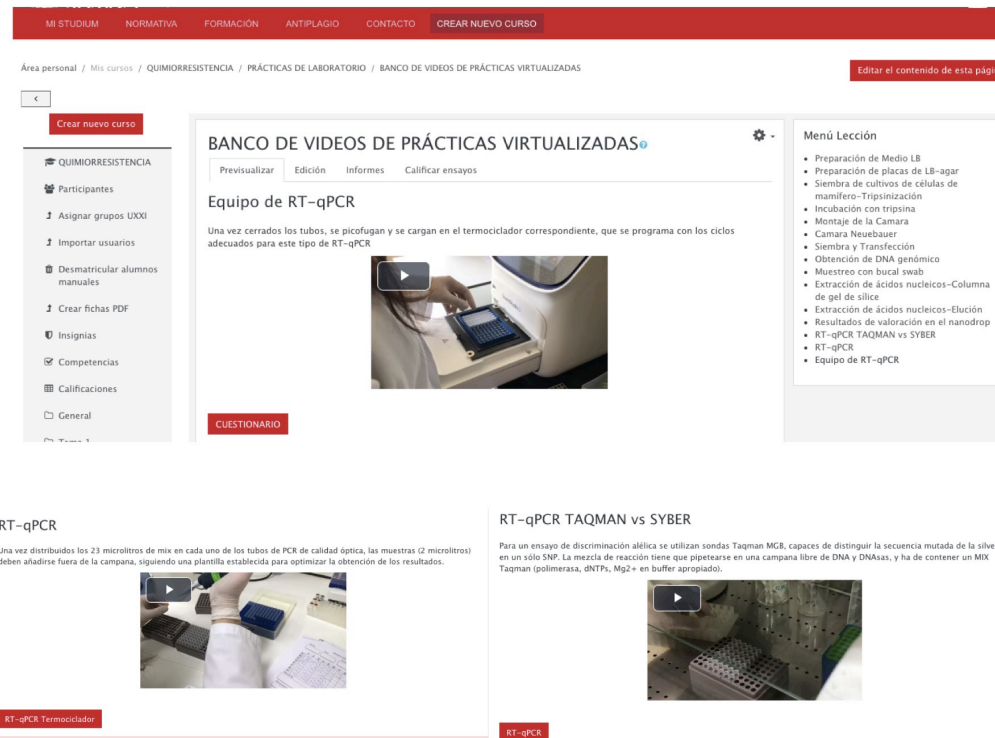 MI STUDIUM NORMATIVA FORMACIÓN ANTIPLAGIO CONTACTO CREAR NUEVO CURSO
Área personal / Mis cursos / QUIMIORRESISTENCIA / PRÁCTICAS DE LABORATORIO / BANCO DE VIDEOS DE PRÁCTICAS VIRTUALIZADAS
Editar el contenido de esta pági
Crear nuevo curso
QUIMIORRESISTENCIA
Participantes
Asignar grupos UXXI
Importar usuarios
Desmatricular alumnos
manuales
Crear fichas PDF
Insignias
Competencias
Calificaciones
General
BANCO DE VIDEOS DE PRÁCTICAS VIRTUALIZADAS
Previsualizar Edición Informes Calificar ensayos
Equipo de RT-qPCR
Una vez cerrados los tubos, se picofugan y se cargan en el termociclador correspondiente, que se programa con los ciclos
adecuados para este tipo de RT-qPCR
CUESTIONARIO
Menú Lección
Preparación de Medio LB
Preparación de placas de LB-agar
Siembra de cultivos de células de
mamífero-Tripsinización
Incubación con tripsina
Montaje de la Camara
Camara Neuebauer
Siembra y Transfección
Obtención de DNA genómico
Muestreo con bucal swab
Extracción de ácidos nucleicos-Columna
de gel de sílice
Extracción de ácidos nucleicos-Elución
Resultados de valoración en el nanodrop
RT-qPCR TAQMAN vs SYBER
RT-qPCR
Equipo de RT-qPCR
RT-qPCR
Una vez distribuidos los 23 microlitros de mix en cada uno de los tubos de PCR de calidad óptica, las muestras (2 microlitros)
deben añadirse fuera de la campana, siguiendo una plantilla establecida para optimizar la obtención de los resultados.
RT-qPCR Termociclador
RT-qPCR TAQMAN vs SYBER
Para un ensayo de discriminación alélica se utilizan sondas Taqman MGB, capaces de distinguir la secuencia mutada de la silve
en un sólo SNP. La mezcla de reacción tiene que pipetearse en una campana libre de DNA y DNAsas, y ha de contener un MIX
Taqman (polimerasa, dNTPs, Mg2+ en buffer apropiado).
RT-qPCR